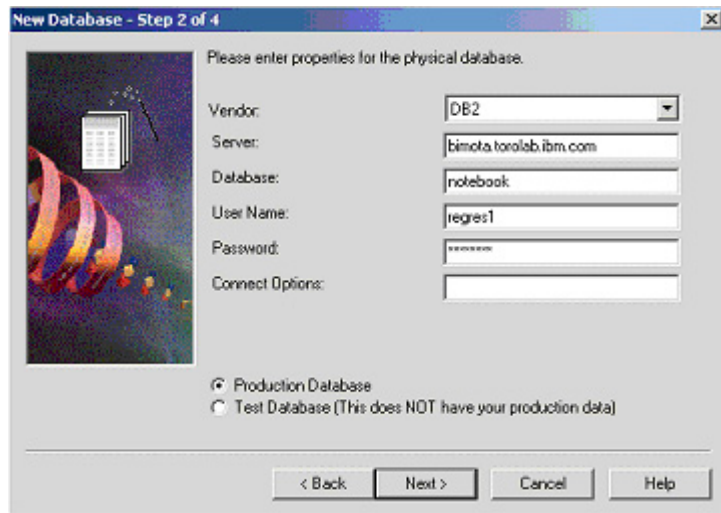 New Database - Step 2 of 4
Please enter properties for the physical database.
Vendor: DB2
Server: bimota.torolab.ibm.com
Database: notebook
User Name: regres1
Password: *******
Connect Options:
Production Database
Test Database (This does NOT have your production data)
< Back Next > Cancel Help